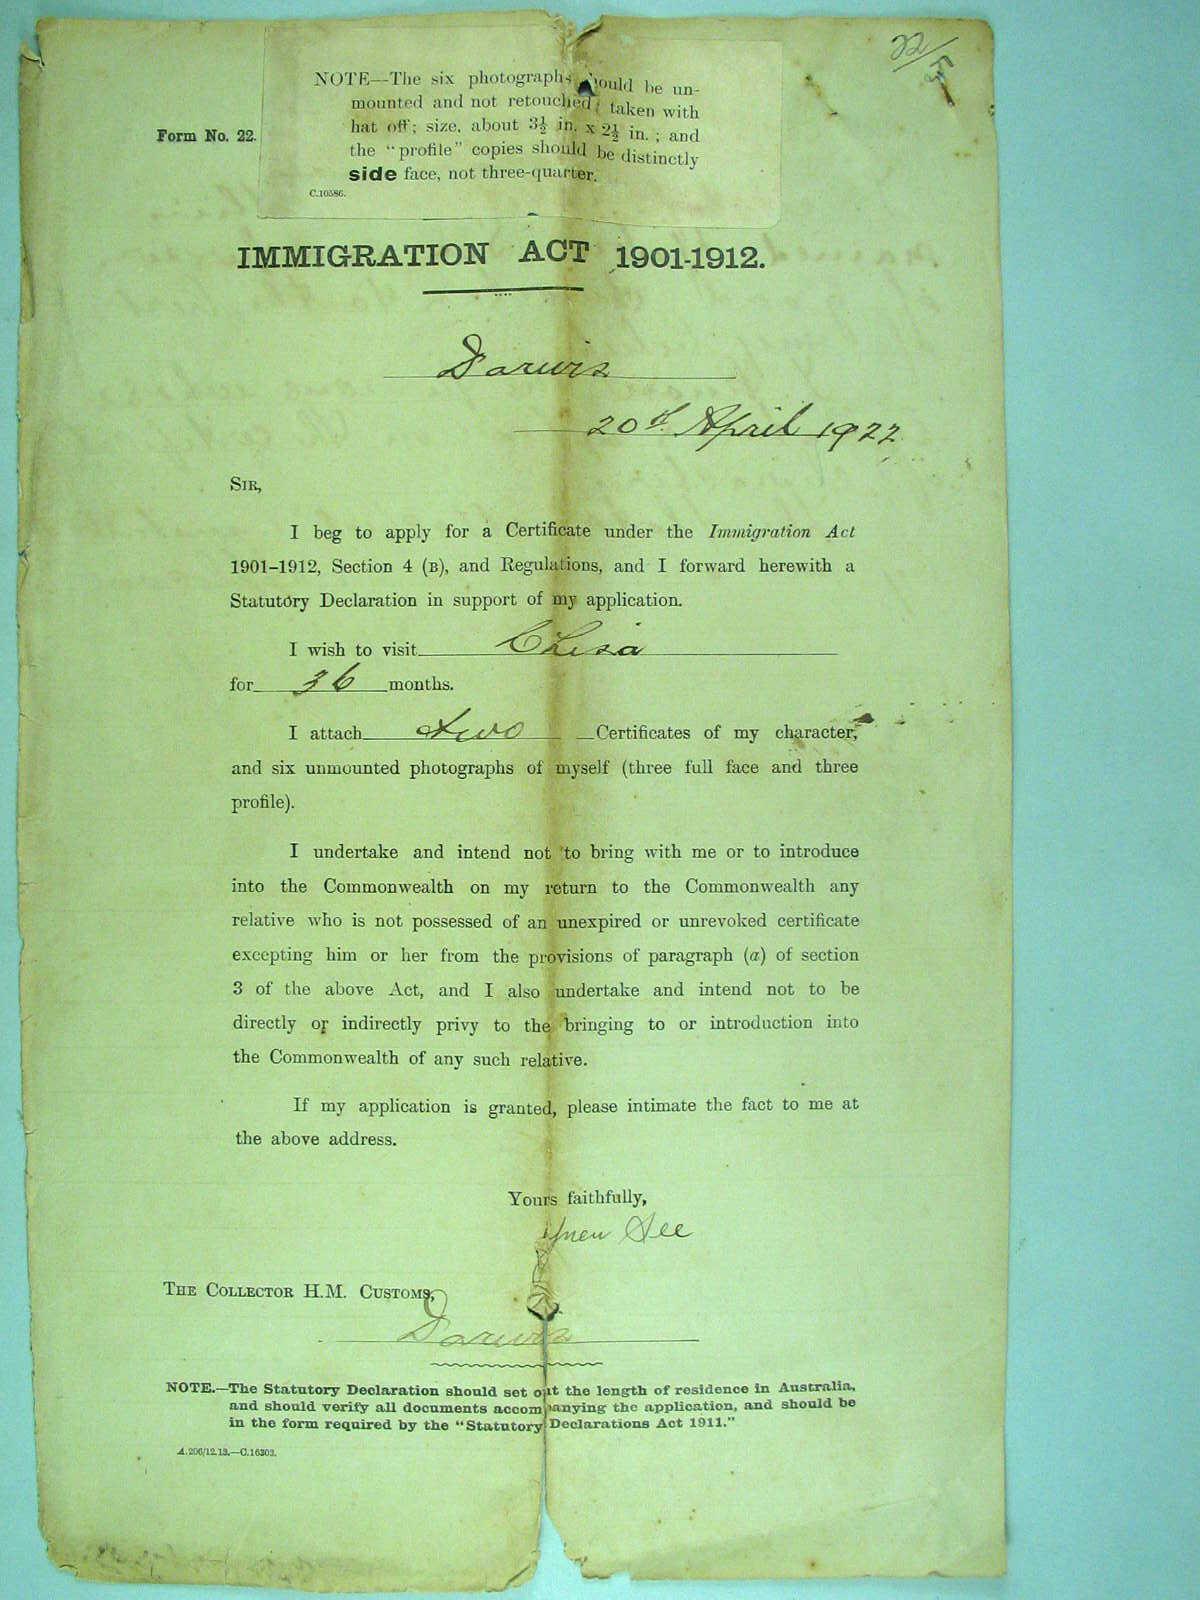 22/53
NOTE—The six photographs should be un-
mounted and not retouched; taken with
hat off; size, about 3½ in. x 2½ in.; and
the "profile" copies should be distinctly
side face, not three-quarter.
C.10586.
Form No. 22.
IMMIGRATION ACT 1901-1912.
Darwin
20th April 1922
SIR,
I beg to apply for a Certificate under the Immigration Act
1901-1912, Section 4 (B), and Regulations, and I forward herewith a
Statutory Declaration in support of my application.
I wish to visit China
for 36 months.
I attach two Certificates of my character,
and six unmounted photographs of myself (three full face and three
profile).
I undertake and intend not to bring with me or to introduce
into the Commonwealth on my return to the Commonwealth any
relative who is not possessed of an unexpired or unrevoked certificate
excepting him or her from the provisions of paragraph (a) of section
3 of the above Act, and I also undertake and intend not to be
directly or indirectly privy to the bringing to or introduction into
the Commonwealth of any such relative.
If my application is granted, please intimate the fact to me at
the above address.
Yours faithfully,
See
THE COLLECTOR H.M. CUSTOMS,
Darwin
NOTE.—The Statutory Declaration should set out the length of residence in Australia,
and should verify all documents accompanying the application, and should be
in the form required by the "Statutory Declarations Act 1911."
A.206/12.13.—C.16303.